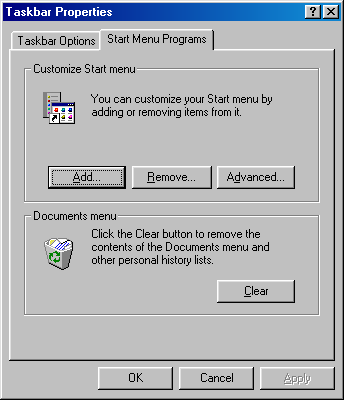 Taskbar Properties
Taskbar Options
Start Menu Programs
Customize Start menu
You can customize your Start menu by
adding or removing items from it.
Add...
Remove...
Advanced...
Documents menu
Click the Clear button to remove the
contents of the Documents menu and
other personal history lists.
Clear
OK
Cancel
Apply